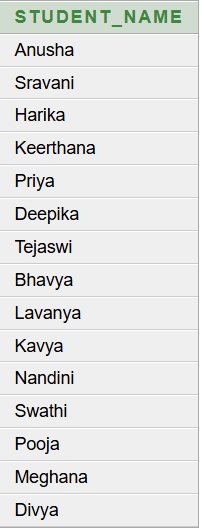 STUDENT_NAME
Anusha
Sravani
Harika
Keerthana
Priya
Deepika
Tejaswi
Bhavya
Lavanya
Kavya
Nandini
Swathi
Pooja
Meghana
Divya